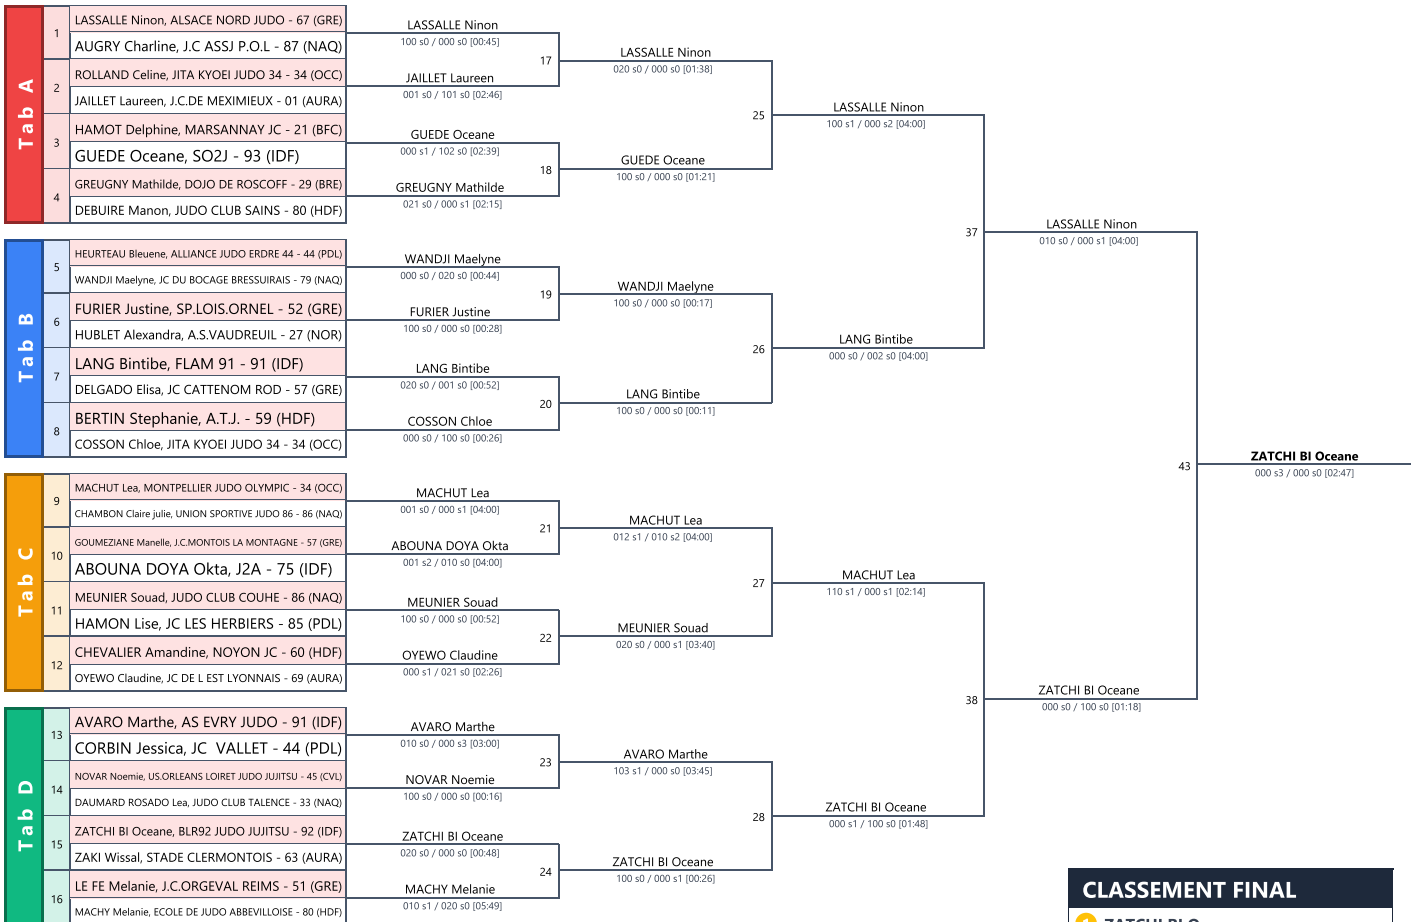 Tab A
1
LASSALLE Ninon, ALSACE NORD JUDO - 67 (GRE)
AUGRY Charline, J.C ASSJ P.O.L - 87 (NAQ)
2
ROLLAND Celine, JITA KYOEI JUDO 34 - 34 (OCC)
JAILLET Laureen, J.C.DE MEXIMIEUX - 01 (AURA)
3
HAMOT Delphine, MARSANNAY JC - 21 (BFC)
GUEDE Oceane, SO2J - 93 (IDF)
4
GREUGNY Mathilde, DOJO DE ROSCOFF - 29 (BRE)
DEBUIRE Manon, JUDO CLUB SAINS - 80 (HDF)
Tab B
5
HEURTEAU Bleuene, ALLIANCE JUDO ERDRE 44 - 44 (PDL)
WANDJI Maelyne, JC DU BOCAGE BRESSUIRAIS - 79 (NAQ)
6
FURIER Justine, SP.LOIS.ORNEL - 52 (GRE)
HUBLET Alexandra, A.S.VAUDREUIL - 27 (NOR)
7
LANG Bintibe, FLAM 91 - 91 (IDF)
DELGADO Elisa, JC CATTENOM ROD - 57 (GRE)
8
BERTIN Stephanie, A.T.J. - 59 (HDF)
COSSON Chloe, JITA KYOEI JUDO 34 - 34 (OCC)
Tab C
9
MACHUT Lea, MONTPELLIER JUDO OLYMPIC - 34 (OCC)
CHAMBON Claire julie, UNION SPORTIVE JUDO 86 - 86 (NAQ)
10
GOUMEZIANE Manelle, J.C.MONTOIS LA MONTAGNE - 57 (GRE)
ABOUNA DOYA Okta, J2A - 75 (IDF)
11
MEUNIER Souad, JUDO CLUB COUHE - 86 (NAQ)
HAMON Lise, JC LES HERBIERS - 85 (PDL)
12
CHEVALIER Amandine, NOYON JC - 60 (HDF)
OYEWO Claudine, JC DE L EST LYONNAIS - 69 (AURA)
Tab D
13
AVARO Marthe, AS EVRY JUDO - 91 (IDF)
CORBIN Jessica, JC  VALLET - 44 (PDL)
14
NOVAR Noemie, US.ORLEANS LOIRET JUDO JUJITSU - 45 (CVL)
DAUMARD ROSADO Lea, JUDO CLUB TALENCE - 33 (NAQ)
15
ZATCHI BI Oceane, BLR92 JUDO JUJITSU - 92 (IDF)
ZAKI Wissal, STADE CLERMONTOIS - 63 (AURA)
16
LE FE Melanie, J.C.ORGEVAL REIMS - 51 (GRE)
MACHY Melanie, ECOLE DE JUDO ABBEVILLOISE - 80 (HDF)
LASSALLE Ninon
100 s0 / 000 s0 [00:45]
17
JAILLET Laureen
001 s0 / 101 s0 [02:46]
GUEDE Oceane
000 s1 / 102 s0 [02:39]
18
GREUGNY Mathilde
021 s0 / 000 s1 [02:15]
WANDJI Maelyne
000 s0 / 020 s0 [00:44]
19
FURIER Justine
100 s0 / 000 s0 [00:28]
LANG Bintibe
020 s0 / 001 s0 [00:52]
20
COSSON Chloe
000 s0 / 100 s0 [00:26]
MACHUT Lea
001 s0 / 000 s1 [04:00]
21
ABOUNA DOYA Okta
001 s2 / 010 s0 [04:00]
MEUNIER Souad
100 s0 / 000 s0 [00:52]
22
OYEWO Claudine
000 s1 / 021 s0 [02:26]
AVARO Marthe
010 s0 / 000 s3 [03:00]
23
NOVAR Noemie
100 s0 / 000 s0 [00:16]
ZATCHI BI Oceane
020 s0 / 000 s0 [00:48]
24
MACHY Melanie
010 s1 / 020 s0 [05:49]
LASSALLE Ninon
020 s0 / 000 s0 [01:38]
25
GUEDE Oceane
100 s0 / 000 s0 [01:21]
WANDJI Maelyne
100 s0 / 000 s0 [00:17]
26
LANG Bintibe
100 s0 / 000 s0 [00:11]
MACHUT Lea
012 s1 / 010 s2 [04:00]
27
MEUNIER Souad
020 s0 / 000 s1 [03:40]
AVARO Marthe
103 s1 / 000 s0 [03:45]
28
ZATCHI BI Oceane
100 s0 / 000 s1 [00:26]
LASSALLE Ninon
100 s1 / 000 s2 [04:00]
37
LANG Bintibe
000 s0 / 002 s0 [04:00]
MACHUT Lea
110 s1 / 000 s1 [02:14]
38
ZATCHI BI Oceane
000 s1 / 100 s0 [01:48]
LASSALLE Ninon
010 s0 / 000 s1 [04:00]
43
ZATCHI BI Oceane
000 s0 / 100 s0 [01:18]
ZATCHI BI Oceane
000 s3 / 000 s0 [02:47]
CLASSEMENT FINAL